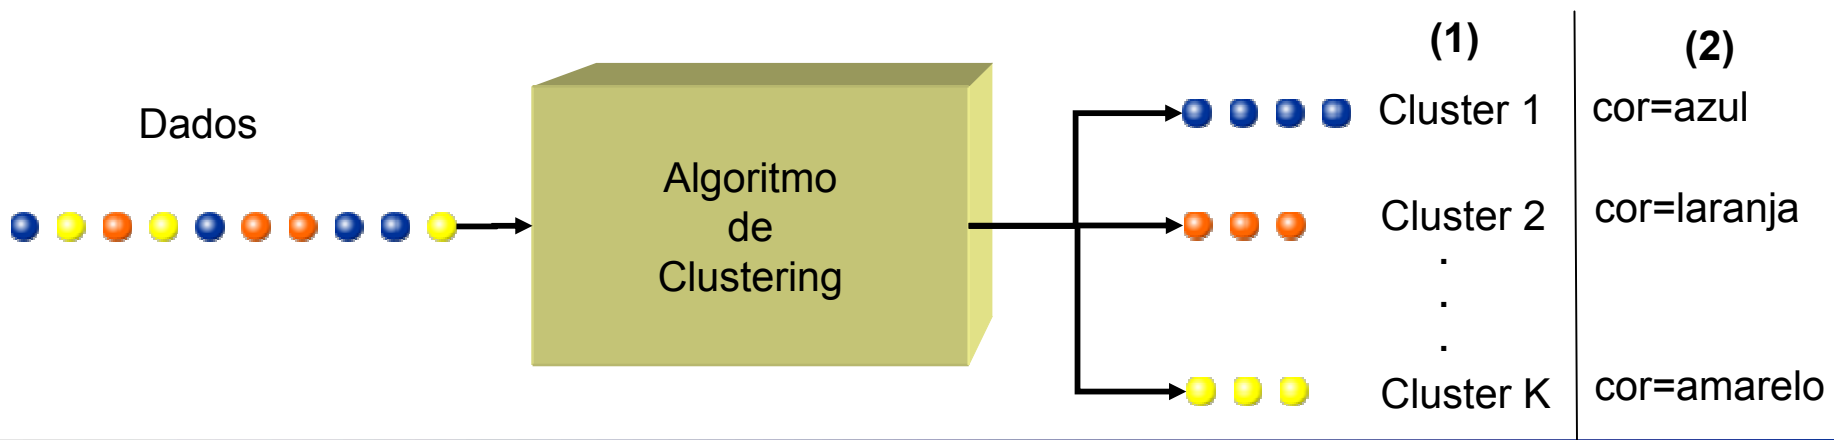 Dados
Algoritmo
de
Clustering
(1)
(2)
Cluster 1
cor=azul
Cluster 2
cor=laranja
.
.
.
Cluster K
cor=amarelo